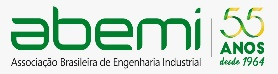 abemi
Associação Brasileira de Engenharia Industrial
55
ANOS
desde 1964